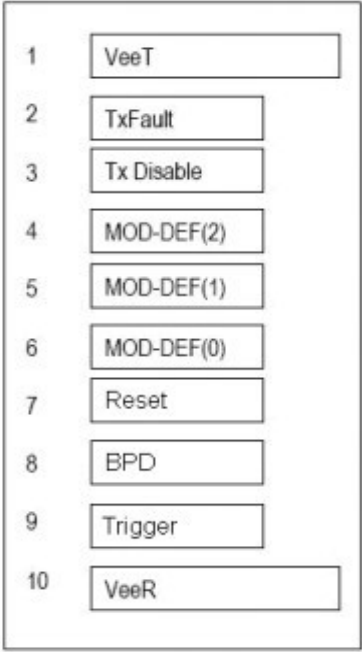 1 VeeT
2 TxFault
3 Tx Disable
4 MOD-DEF(2)
5 MOD-DEF(1)
6 MOD-DEF(0)
7 Reset
8 BPD
9 Trigger
10 VeeR